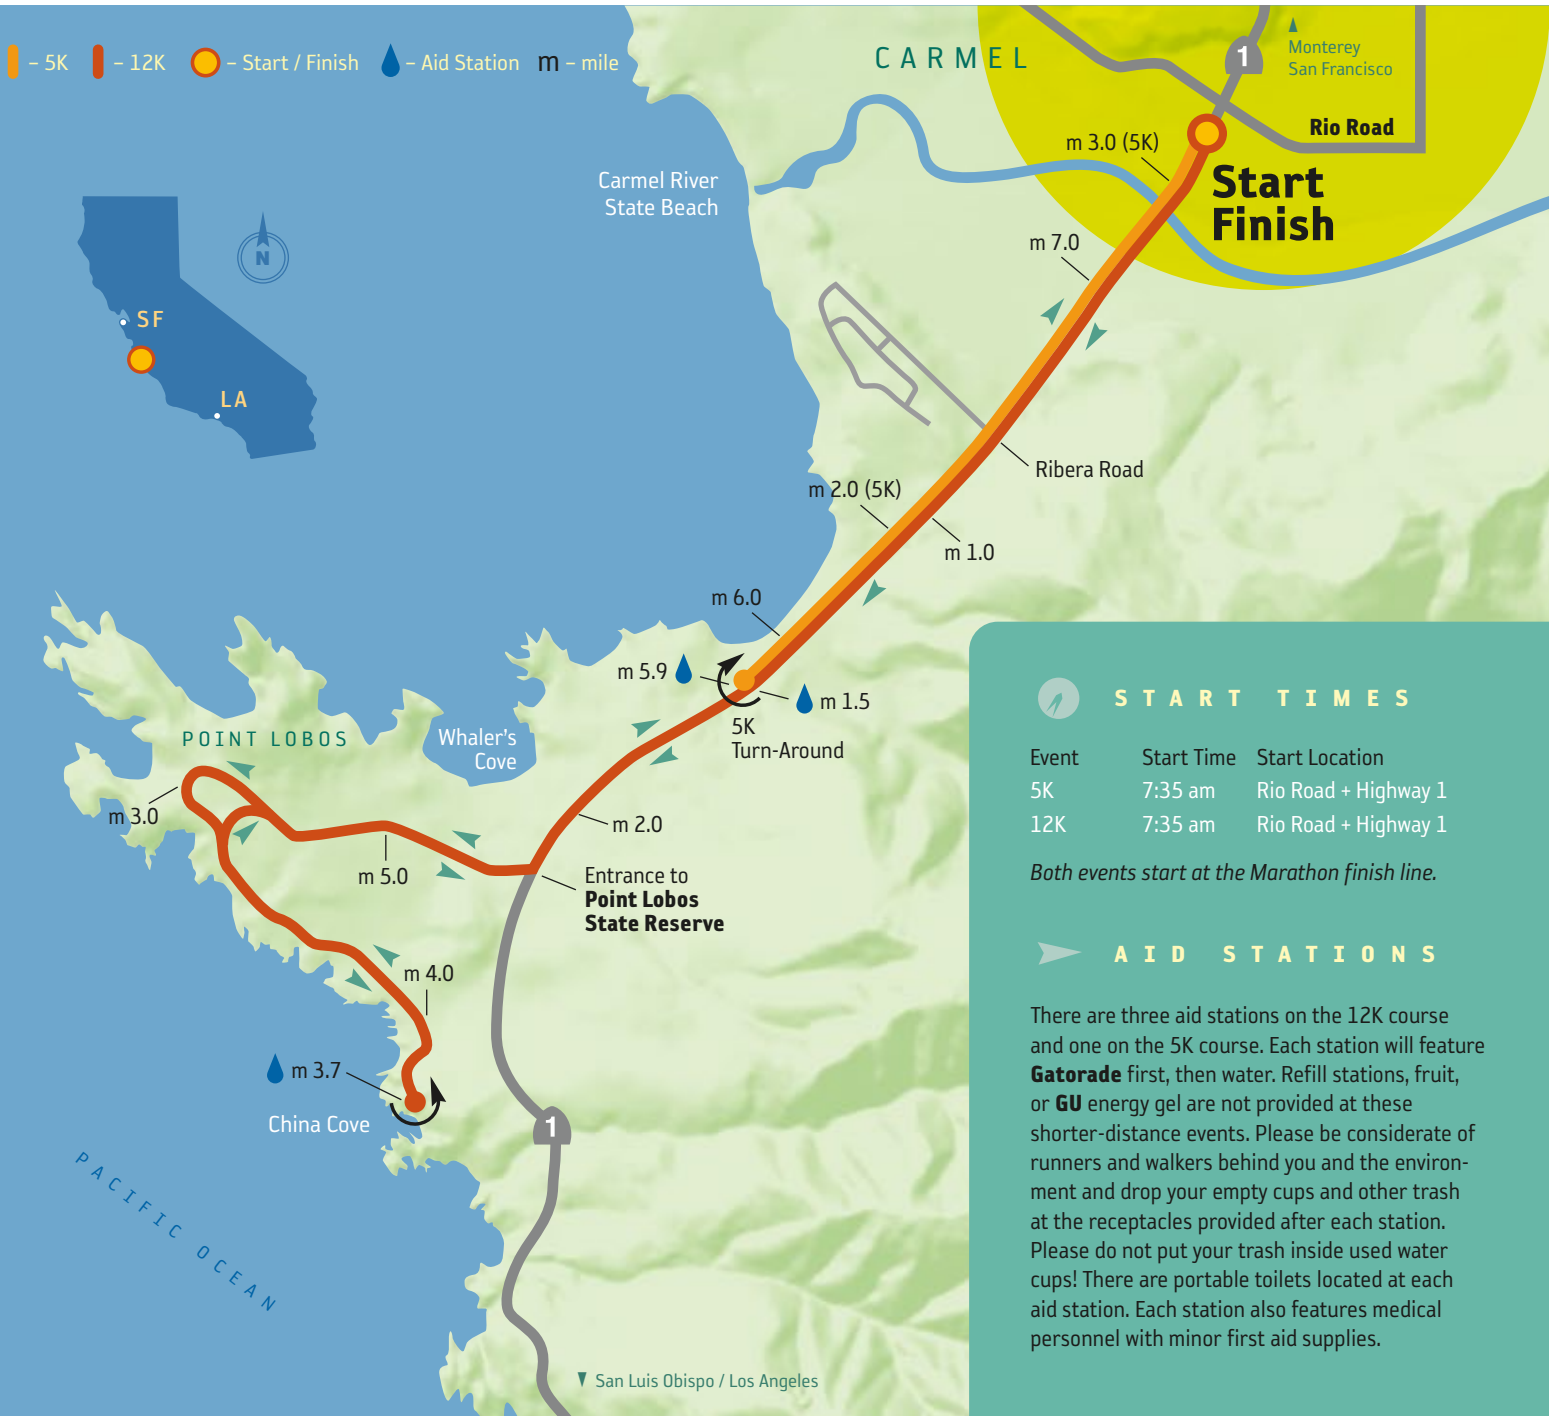 – 5K – 12K – Start / Finish – Aid Station m – mile
CARMEL
1
Monterey
San Francisco
Rio Road
m 3.0 (5K)
Start
Finish
Carmel River
State Beach
m 7.0
N
SF
LA
Ribera Road
m 2.0 (5K)
m 1.0
m 6.0
m 5.9
m 1.5
5K
Turn-Around
POINT LOBOS
Whaler's
Cove
m 3.0
m 2.0
m 5.0
Entrance to
Point Lobos
State Reserve
m 4.0
m 3.7
China Cove
1
PACIFIC OCEAN
San Luis Obispo / Los Angeles
START TIMES
Event Start Time Start Location
5K 7:35 am Rio Road + Highway 1
12K 7:35 am Rio Road + Highway 1
Both events start at the Marathon finish line.
AID STATIONS
There are three aid stations on the 12K course
and one on the 5K course. Each station will feature
Gatorade first, then water. Refill stations, fruit,
or GU energy gel are not provided at these
shorter-distance events. Please be considerate of
runners and walkers behind you and the environ-
ment and drop your empty cups and other trash
at the receptacles provided after each station.
Please do not put your trash inside used water
cups! There are portable toilets located at each
aid station. Each station also features medical
personnel with minor first aid supplies.